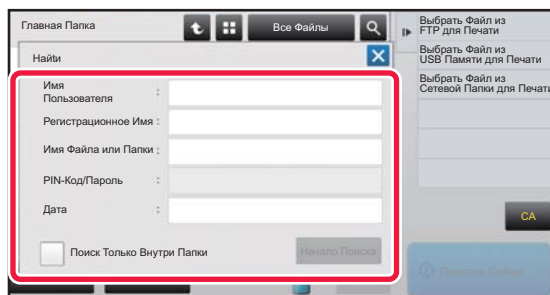 Главная Папка
Все Файлы
Найти
Имя
Пользователя :
Регистрационное Имя :
Имя Файла или Папки :
PIN-Код/Пароль :
Дата :
Поиск Только Внутри Папки
Начало Поиска
Выбрать Файл из
FTP для Печати
Выбрать Файл из
USB Памяти для Печати
Выбрать Файл из
Сетевой Папки для Печати
CA
Печатать Сейчас